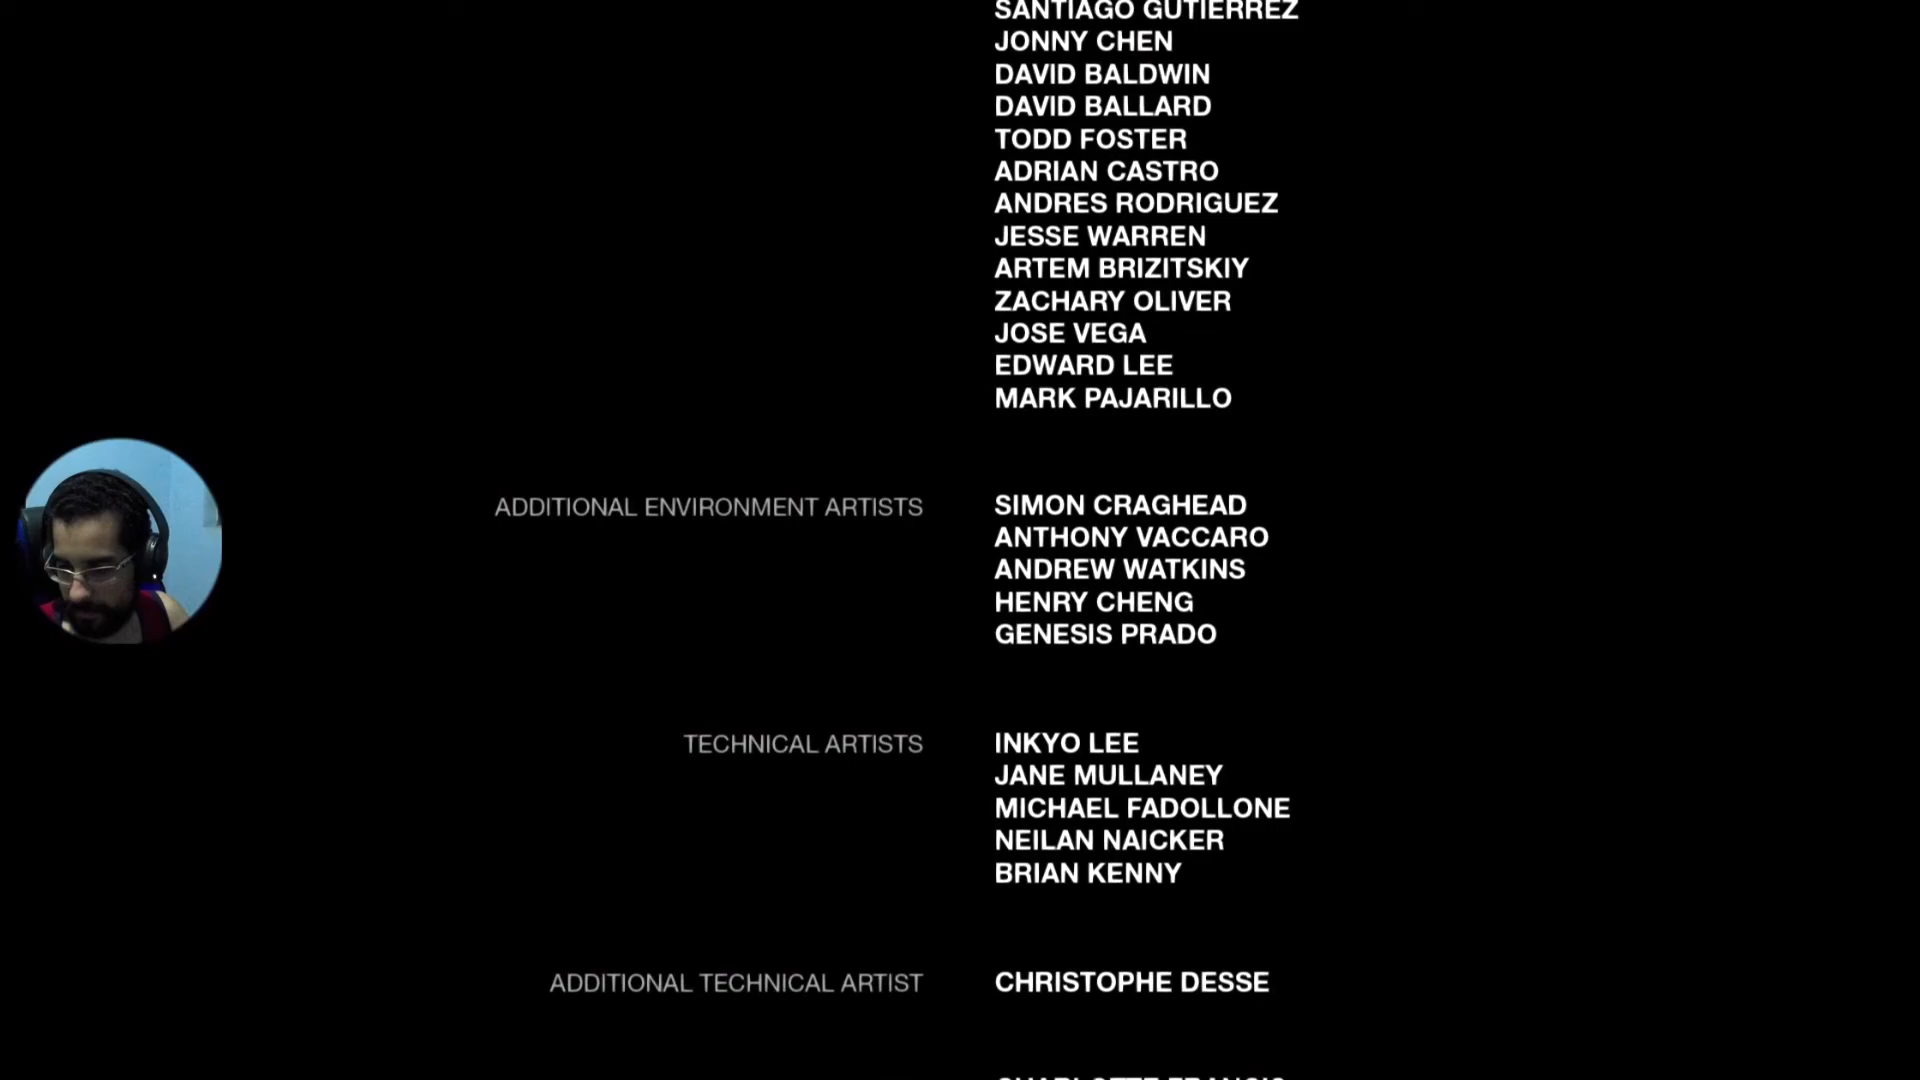 SANTIAGO GUTIERREZ
JONNY CHEN
DAVID BALDWIN
DAVID BALLARD
TODD FOSTER
ADRIAN CASTRO
ANDRES RODRIGUEZ
JESSE WARREN
ARTEM BRIZITSKIY
ZACHARY OLIVER
JOSE VEGA
EDWARD LEE
MARK PAJARILLO
ADDITIONAL ENVIRONMENT ARTISTS SIMON CRAGHEAD
ANTHONY VACCARO
ANDREW WATKINS
HENRY CHENG
GENESIS PRADO
TECHNICAL ARTISTS INKYO LEE
JANE MULLANEY
MICHAEL FADOLLONE
NEILAN NAICKER
BRIAN KENNY
ADDITIONAL TECHNICAL ARTIST CHRISTOPHE DESSE